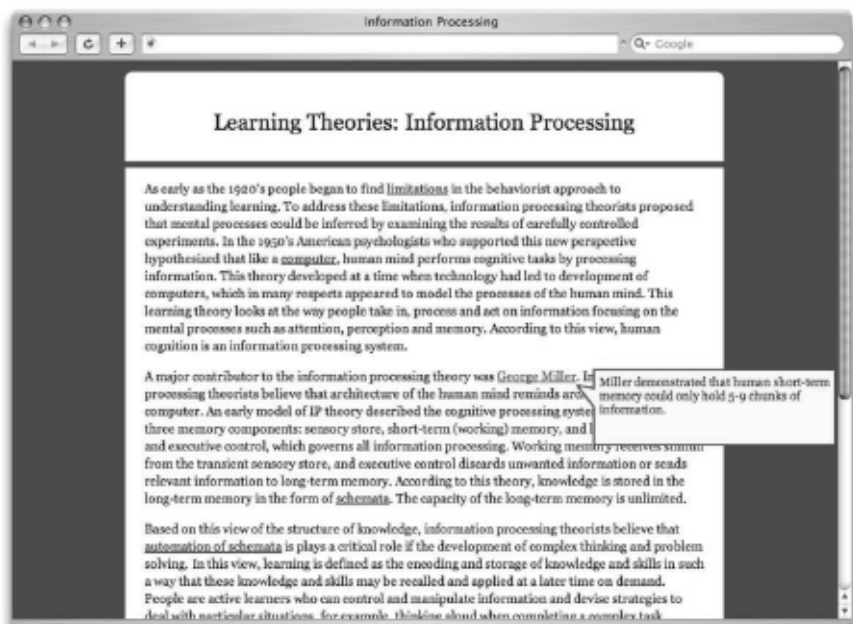 Information Processing
Google
Learning Theories: Information Processing
As early as the 1920's people began to find limitations in the behaviorist approach to
understanding learning. To address these limitations, information processing theorists proposed
that mental processes could be inferred by examining the results of carefully controlled
experiments. In the 1950's American psychologists who supported this new perspective
hypothesized that like a computer, human mind performs cognitive tasks by processing
information. This theory developed at a time when technology had led to development of
computers, which in many respects appeared to model the processes of the human mind. This
learning theory looks at the way people take in, process and act on information focusing on the
mental processes such as attention, perception and memory. According to this view, human
cognition is an information processing system.
A major contributor to the information processing theory was George Miller. In
processing theorists believe that architecture of the human mind reminds
computer. An early model of IP theory described the cognitive processing
three memory components: sensory store, short-term (working) memory, and
and executive control, which governs all information processing. Working memory receives stimuli
from the transient sensory store, and executive control discards unwanted information or sends
relevant information to long-term memory. According to this theory, knowledge is stored in the
long-term memory in the form of schemata. The capacity of the long-term memory is unlimited.
Miller demonstrated that human short-term
memory could only hold 5-9 chunks of
information.
Based on this view of the structure of knowledge, information processing theorists believe that
automation of schemata is plays a critical role if the development of complex thinking and problem
solving. In this view, learning is defined as the encoding and storage of knowledge and skills in such
a way that these knowledge and skills may be recalled and applied at a later time on demand.
People are active learners who can control and manipulate information and devise strategies to
deal with particular situations, for example, thinking aloud when completing a complex task